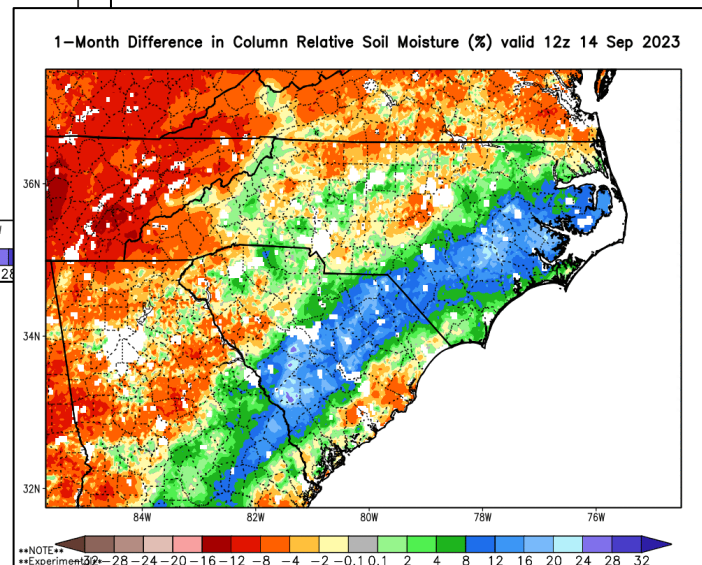 1-Month Difference in Column Relative Soil Moisture (%) valid 12z 14 Sep 2023
36N
34N
32N
84W 82W 80W 78W 76W
28
**NOTE**
-28 -24 -20 -16 -12 -8 -4 -2 -0.1 0.1 2 4 8 12 16 20 24 28 32